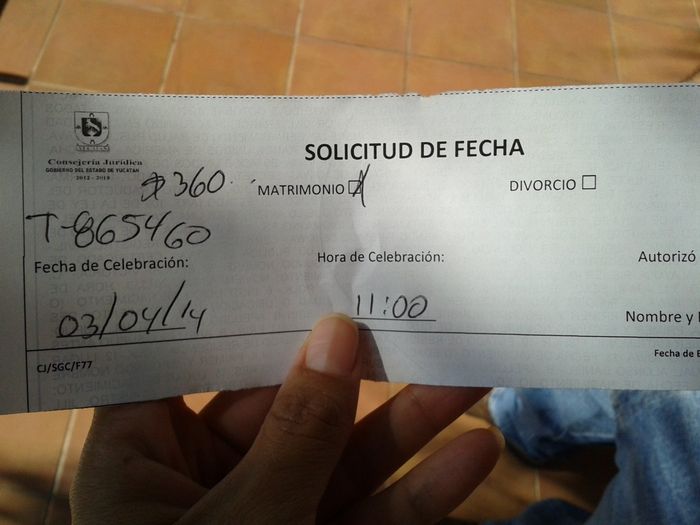 SOLICITUD DE FECHA
Consejería Jurídica
GOBIERNO DEL ESTADO DE YUCATAN
2012 - 2018
$360.
MATRIMONIO
DIVORCIO
T-865460
Fecha de Celebración:
Hora de Celebración:
Autorizó
03/04/14
11:00
Nombre y
CJ/SGC/F77
Fecha de E